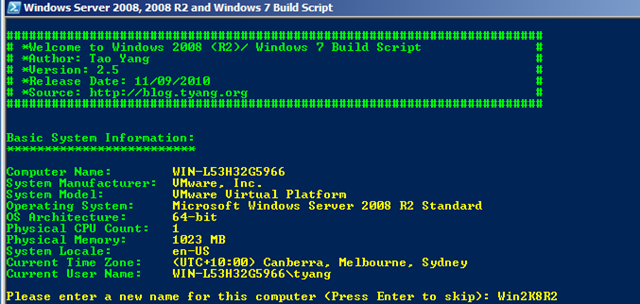 Windows Server 2008, 2008 R2 and Windows 7 Build Script
##################################################################################
# *Welcome to Windows 2008 (R2)/ Windows 7 Build Script #
# *Author: Tao Yang #
# *Version: 2.5 #
# *Release Date: 11/09/2010 #
# *Source: http://blog.tyang.org #
##################################################################################
Basic System Information:
*************************
Computer Name: WIN-L53H32G5966
System Manufacturer: VMware, Inc.
System Model: VMware Virtual Platform
Operating System: Microsoft Windows Server 2008 R2 Standard
OS Architecture: 64-bit
Physical CPU Count: 1
Physical Memory: 1023 MB
System Locale: en-US
Current Time Zone: (UTC+10:00) Canberra, Melbourne, Sydney
Current User Name: WIN-L53H32G5966\tyang
Please enter a new name for this computer (Press Enter to skip): Win2K8R2